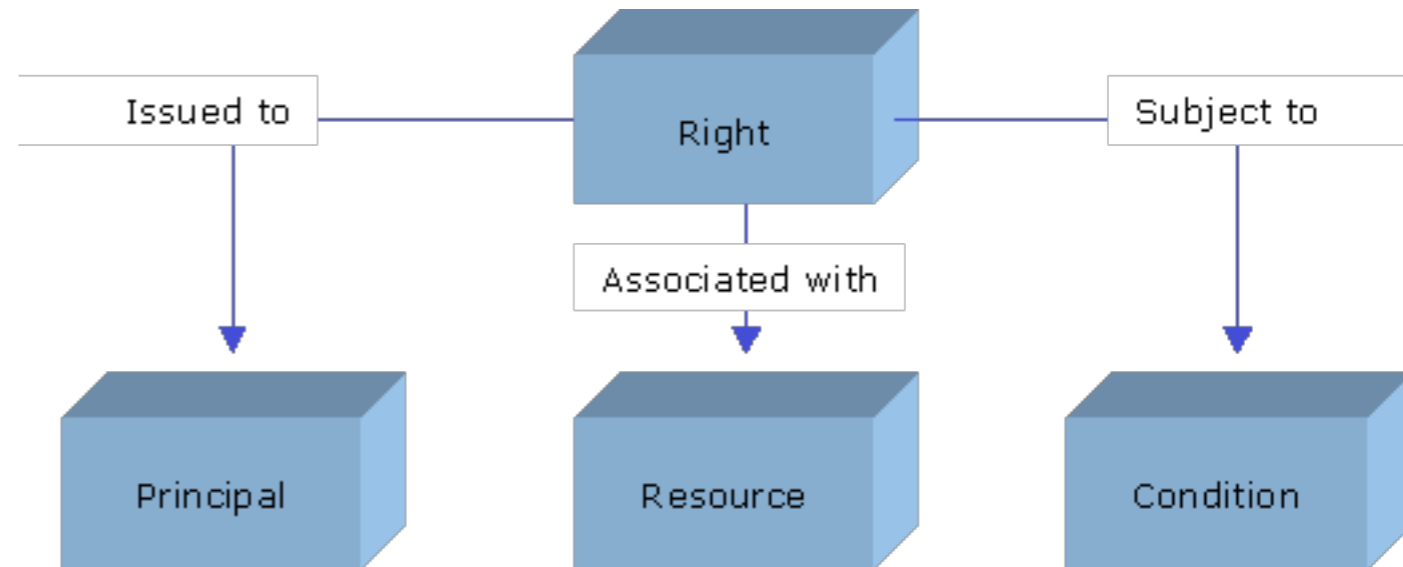 Issued to
Right
Subject to
Associated with
Principal
Resource
Condition